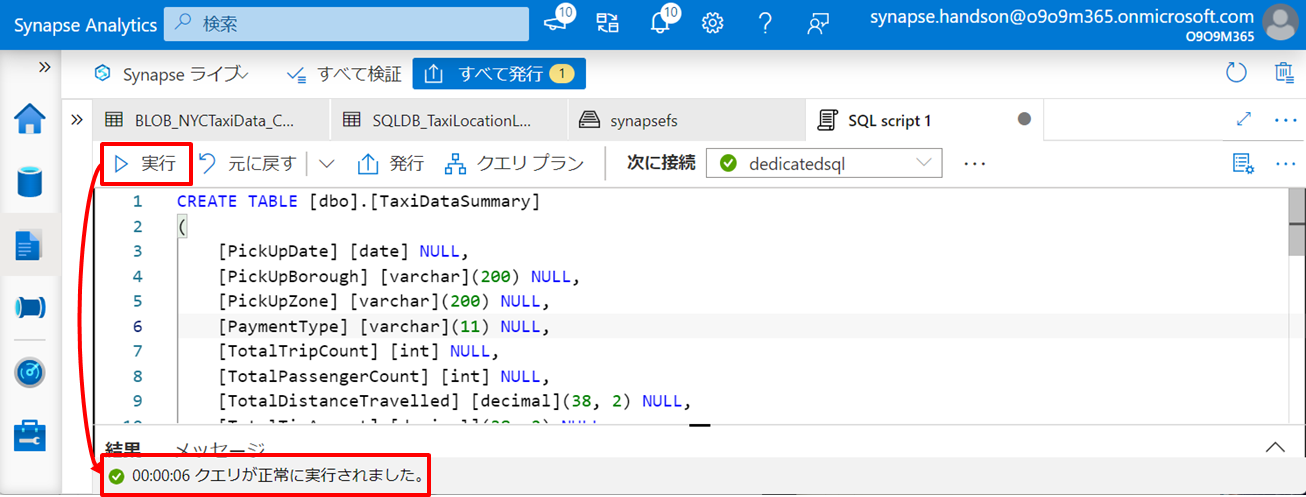 Synapse Analytics 検索 10 10 synapse.handson@o9o9m365.onmicrosoft.com
O9O9M365
Synapse ライブ すべて検証 すべて発行 1
BLOB_NYCTaxiData_C... SQLDB_TaxiLocationL... synapsefs SQL script 1
実行 元に戻す 発行 クエリ プラン 次に接続 dedicatedsql
1 CREATE TABLE [dbo].[TaxiDataSummary]
2 (
3 [PickUpDate] [date] NULL,
4 [PickUpBorough] [varchar](200) NULL,
5 [PickUpZone] [varchar](200) NULL,
6 [PaymentType] [varchar](11) NULL,
7 [TotalTripCount] [int] NULL,
8 [TotalPassengerCount] [int] NULL,
9 [TotalDistanceTravelled] [decimal](38, 2) NULL,
結果 メッセージ
00:00:06 クエリが正常に実行されました。